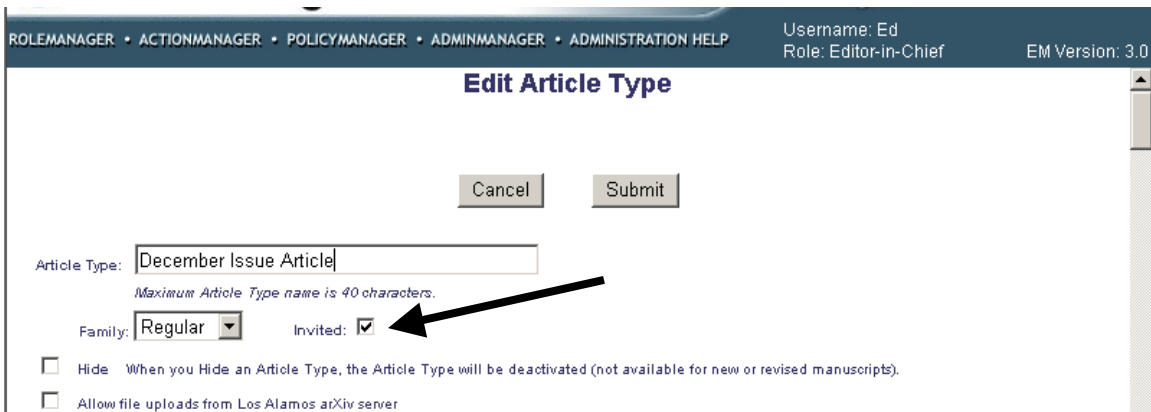 ROLEMANAGER • ACTIONMANAGER • POLICYMANAGER • ADMINMANAGER • ADMINISTRATION HELP
Username: Ed
Role: Editor-in-Chief EM Version: 3.0
Edit Article Type
Cancel Submit
Article Type: December Issue Article
Maximum Article Type name is 40 characters.
Family: Regular Invited:
Hide When you Hide an Article Type, the Article Type will be deactivated (not available for new or revised manuscripts).
Allow file uploads from Los Alamos arXiv server